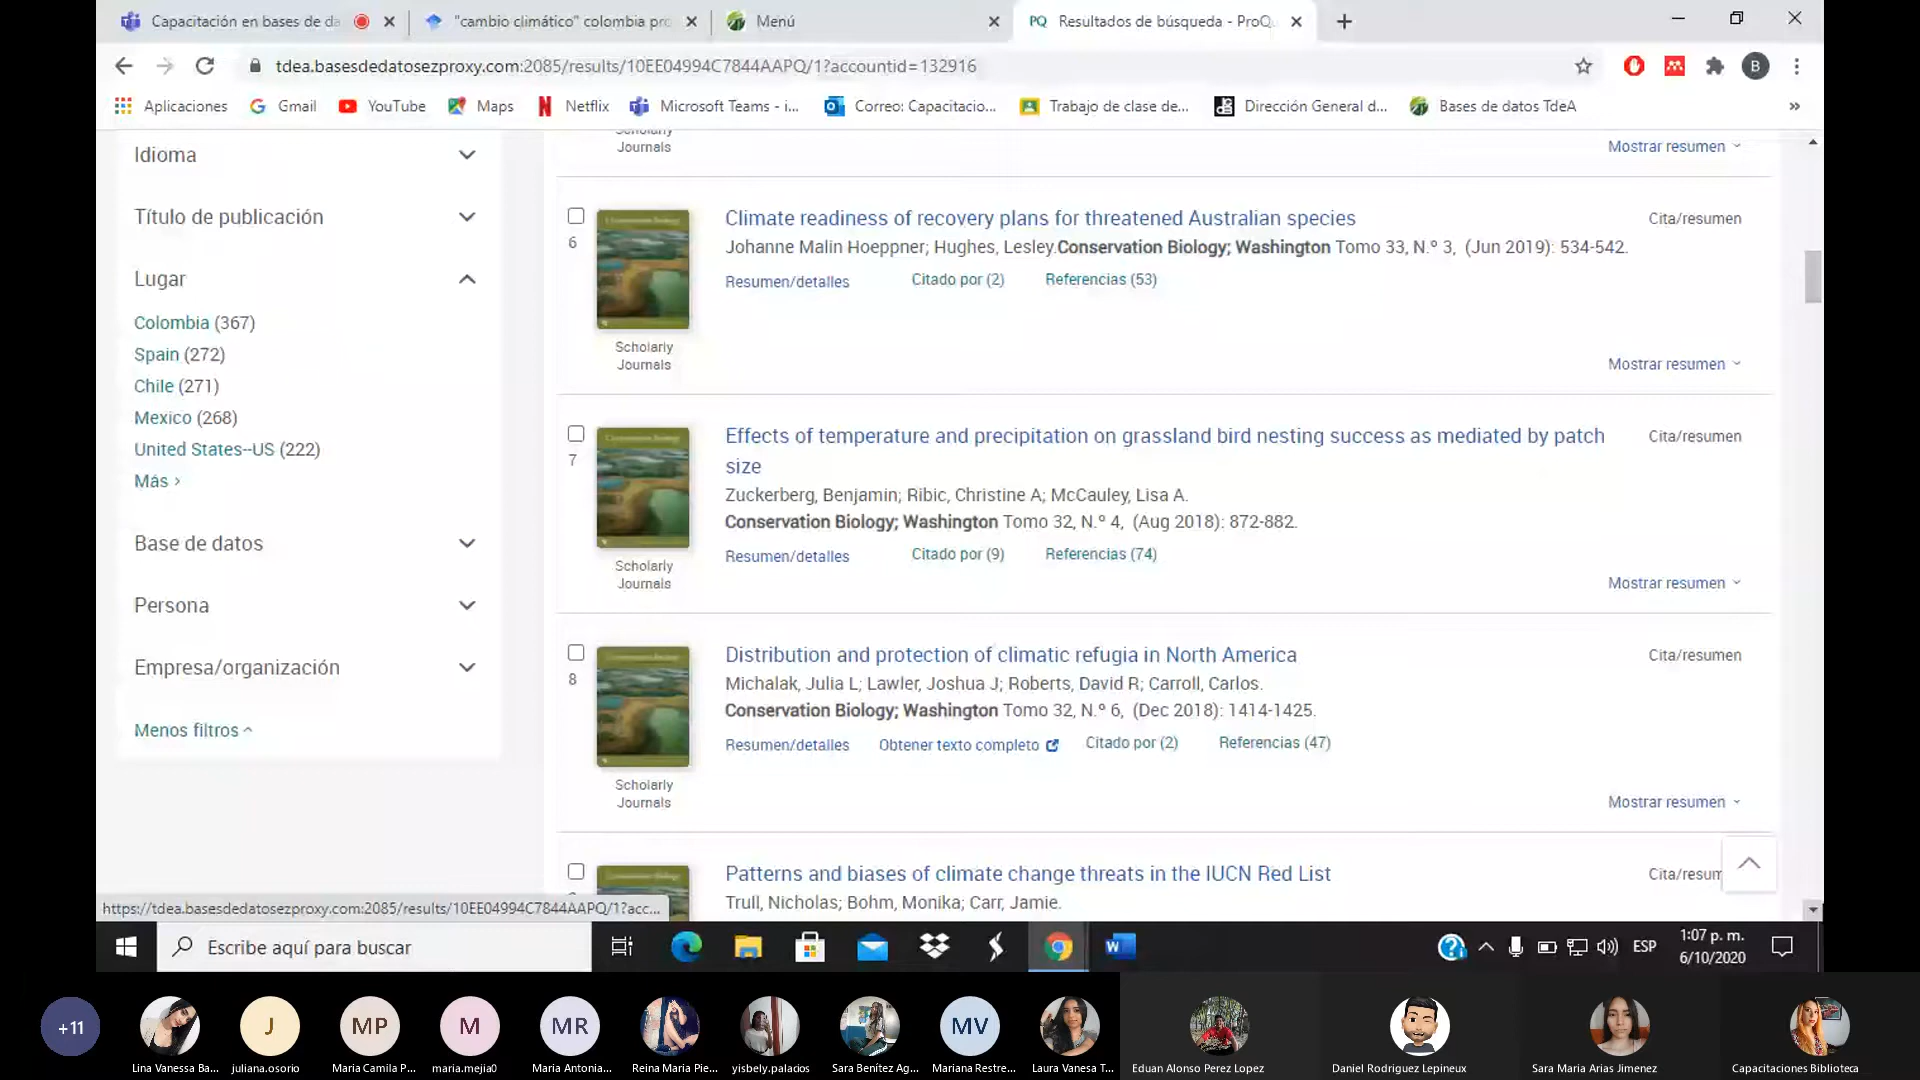 Capacitación en bases de da
"cambio climático" colombia pro
Menú
PQ Resultados de búsqueda - ProQu
tdea.basesdedatosezproxy.com:2085/results/10EE04994C7844AAPQ/1?accountid=132916
B
Aplicaciones
Gmail
YouTube
Maps
Netflix
Microsoft Teams - i...
Correo: Capacitacio...
Trabajo de clase de...
Dirección General d...
Bases de datos TdeA
»
Idioma
Título de publicación
Lugar
Colombia (367)
Spain (272)
Chile (271)
Mexico (268)
United States--US (222)
Más ›
Base de datos
Persona
Empresa/organización
Menos filtros
Scholarly
Journals
Mostrar resumen
6
Climate readiness of recovery plans for threatened Australian species
Cita/resumen
Johanne Malin Hoeppner; Hughes, Lesley.Conservation Biology; Washington Tomo 33, N.º 3, (Jun 2019): 534-542.
Resumen/detalles Citado por (2) Referencias (53)
Scholarly
Journals
Mostrar resumen
7
Effects of temperature and precipitation on grassland bird nesting success as mediated by patch
size
Cita/resumen
Zuckerberg, Benjamin; Ribic, Christine A; McCauley, Lisa A.
Conservation Biology; Washington Tomo 32, N.º 4, (Aug 2018): 872-882.
Resumen/detalles Citado por (9) Referencias (74)
Scholarly
Journals
Mostrar resumen
8
Distribution and protection of climatic refugia in North America
Cita/resumen
Michalak, Julia L; Lawler, Joshua J; Roberts, David R; Carroll, Carlos.
Conservation Biology; Washington Tomo 32, N.º 6, (Dec 2018): 1414-1425.
Resumen/detalles Obtener texto completo Citado por (2) Referencias (47)
Scholarly
Journals
Mostrar resumen
Patterns and biases of climate change threats in the IUCN Red List
Cita/resum
Trull, Nicholas; Bohm, Monika; Carr, Jamie.
https://tdea.basesdedatosezproxy.com:2085/results/10EE04994C7844AAPQ/1?acc...
Escribe aquí para buscar
ESP
1:07 p. m.
6/10/2020
+11
J
MP
M
MR
MV
Lina Vanessa Ba...
juliana.osorio
Maria Camila P...
maria.mejia0
Maria Antonia...
Reina Maria Pie...
yisbely.palacios
Sara Benítez Ag...
Mariana Restre...
Laura Vanesa T...
Eduan Alonso Perez Lopez
Daniel Rodriguez Lepineux
Sara Maria Arias Jimenez
Capacitaciones Biblioteca